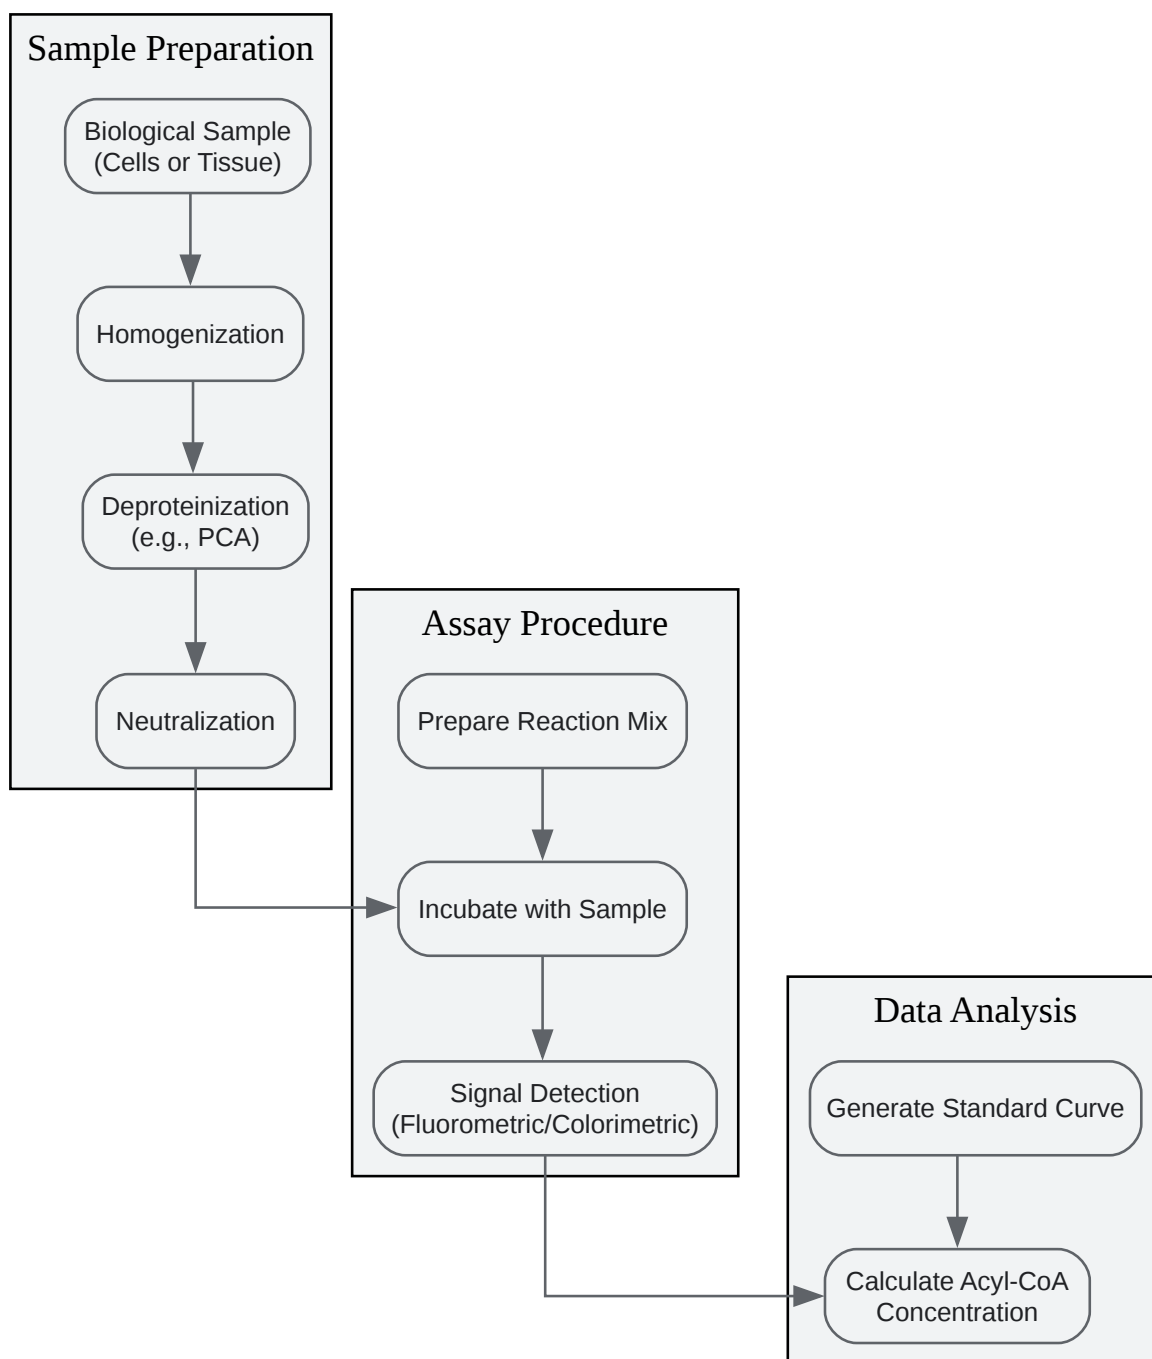 Sample Preparation
Biological Sample
(Cells or Tissue)
Homogenization
Deproteinization
(e.g., PCA)
Neutralization
Assay Procedure
Prepare Reaction Mix
Incubate with Sample
Signal Detection
(Fluorometric/Colorimetric)
Data Analysis
Generate Standard Curve
Calculate Acyl-CoA
Concentration